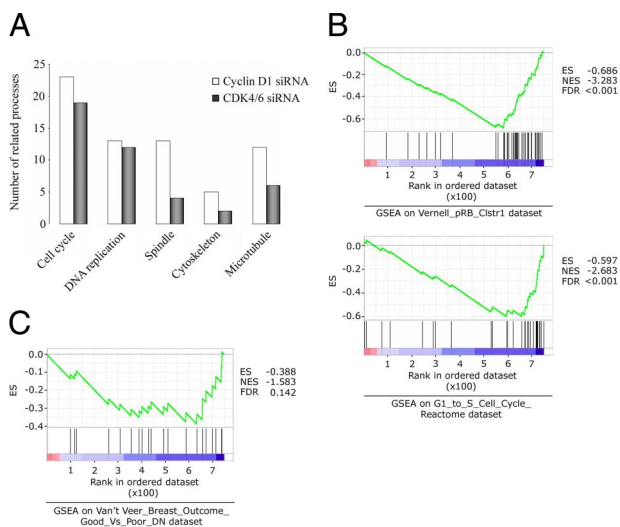 A
Number of related processes
25
20
15
10
5
0
Cyclin D1 siRNA
CDK4/6 siRNA
Cell cycle
DNA replication
Spindle
Cytoskeleton
Microtubule
B
ES
0.0
-0.2
-0.4
-0.6
1 2 3 4 5 6 7
Rank in ordered dataset
(x100)
GSEA on Vernell_pRB_Clstr1 dataset
ES -0.686
NES -3.283
FDR <0.001
ES
0.0
-0.2
-0.4
-0.6
1 2 3 4 5 6 7
Rank in ordered dataset
(x100)
GSEA on G1_to_S_Cell_Cycle_
Reactome dataset
ES -0.597
NES -2.683
FDR <0.001
C
ES
0.0
-0.1
-0.2
-0.3
-0.4
1 2 3 4 5 6 7
Rank in ordered dataset
(x100)
GSEA on Van't Veer_Breast_Outcome_
Good_Vs_Poor_DN dataset
ES -0.388
NES -1.583
FDR 0.142